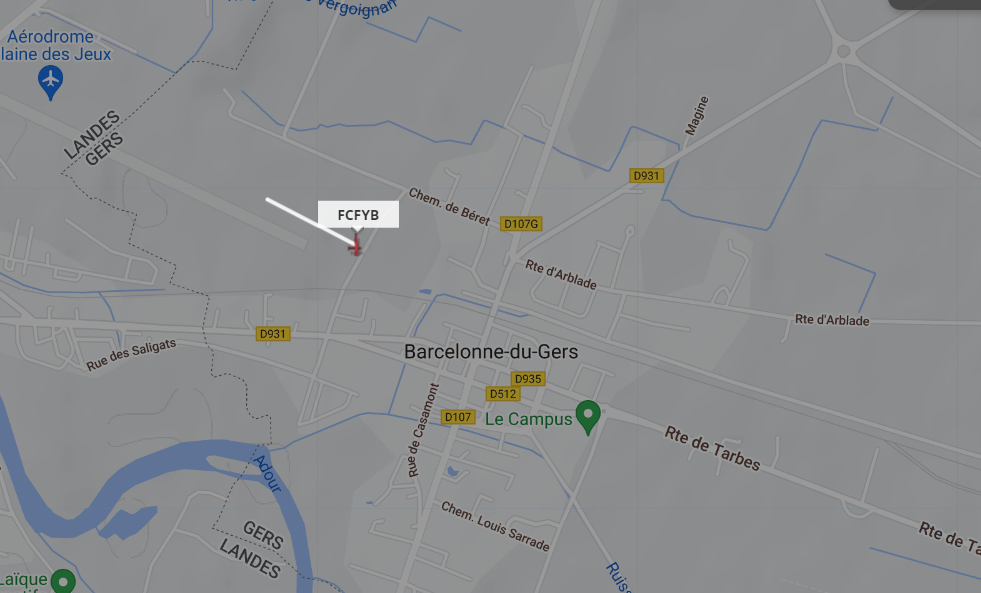 Vergoignan
Aérodrome
laine des Jeux
LANDES
GERS
Magine
D931
Chem. de Béret
FCFYB
D107G
Rte d'Arblade
Rte d'Arblade
D931
Rue des Saligats
Barcelonne-du-Gers
D935
D512
D107
Le Campus
Rue de Casamont
Rte de Tarbes
Adour
Chem. Louis Sarrade
GERS
LANDES
Rte de Ta
Ruis
Laïque